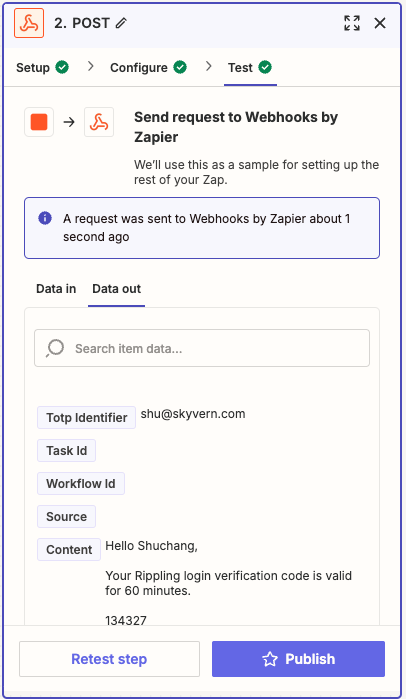 2. POST
Setup
Configure
Test
Send request to Webhooks by
Zapier
We'll use this as a sample for setting up the
rest of your Zap.
A request was sent to Webhooks by Zapier about 1
second ago
Data in
Data out
Search item data...
Totp Identifier shu@skyvern.com
Task Id
Workflow Id
Source
Content Hello Shuchang,
Your Rippling login verification code is valid
for 60 minutes.
134327
Retest step
Publish